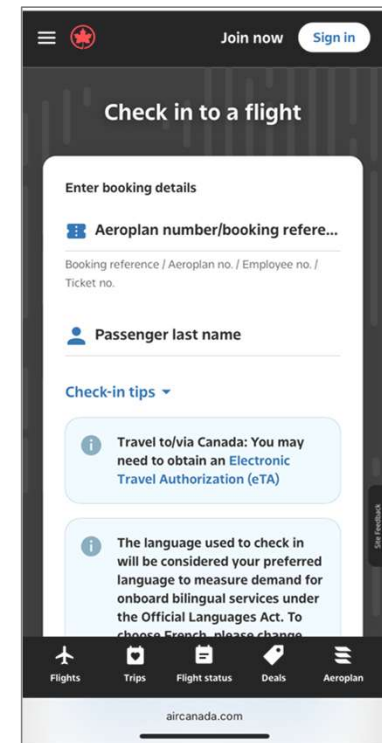 Join now
Sign in
Check in to a flight
Enter booking details
Aeroplan number/booking refere...
Booking reference / Aeroplan no. / Employee no. /
Ticket no.
Passenger last name
Check-in tips
Travel to/via Canada: You may
need to obtain an Electronic
Travel Authorization (eTA)
The language used to check in
will be considered your preferred
language to measure demand for
onboard bilingual services under
the Official Languages Act. To
choose French, please change
Site Feedback
Flights
Trips
Flight status
Deals
Aeroplan
aircanada.com